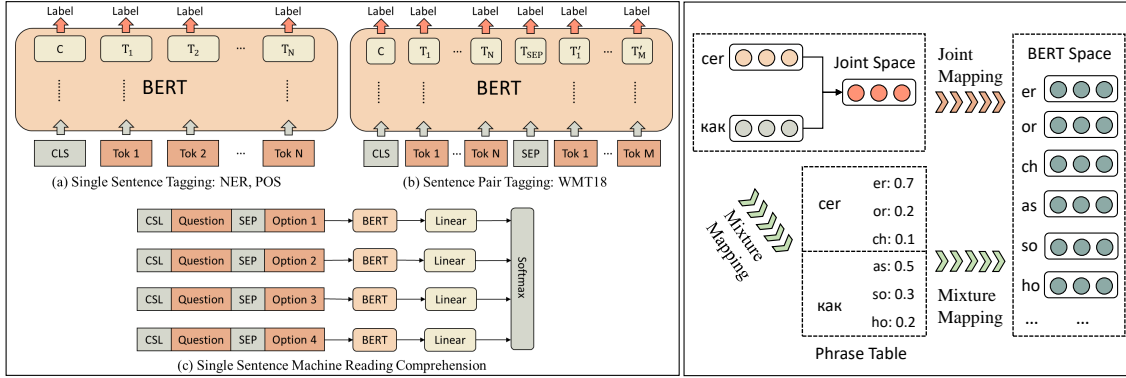 Label Label Label Label
C T1 T2 ... TN
BERT
CLS Tok 1 Tok 2 ... Tok N
(a) Single Sentence Tagging: NER, POS
Label Label Label Label Label Label
C T1 ... TN TSEP T′1 ... T′M
BERT
CLS Tok 1 ... Tok N SEP Tok 1 ... Tok M
(b) Sentence Pair Tagging: WMT18
CSL Question SEP Option 1 BERT Linear
CSL Question SEP Option 2 BERT Linear
CSL Question SEP Option 3 BERT Linear
CSL Question SEP Option 4 BERT Linear
Softmax
(c) Single Sentence Machine Reading Comprehension
cer
как
Joint Space
Joint
Mapping
Mixture
Mapping
cer
er: 0.7
or: 0.2
ch: 0.1
как
as: 0.5
so: 0.3
ho: 0.2
Phrase Table
Mixture
Mapping
BERT Space
er
or
ch
as
so
ho
... ...